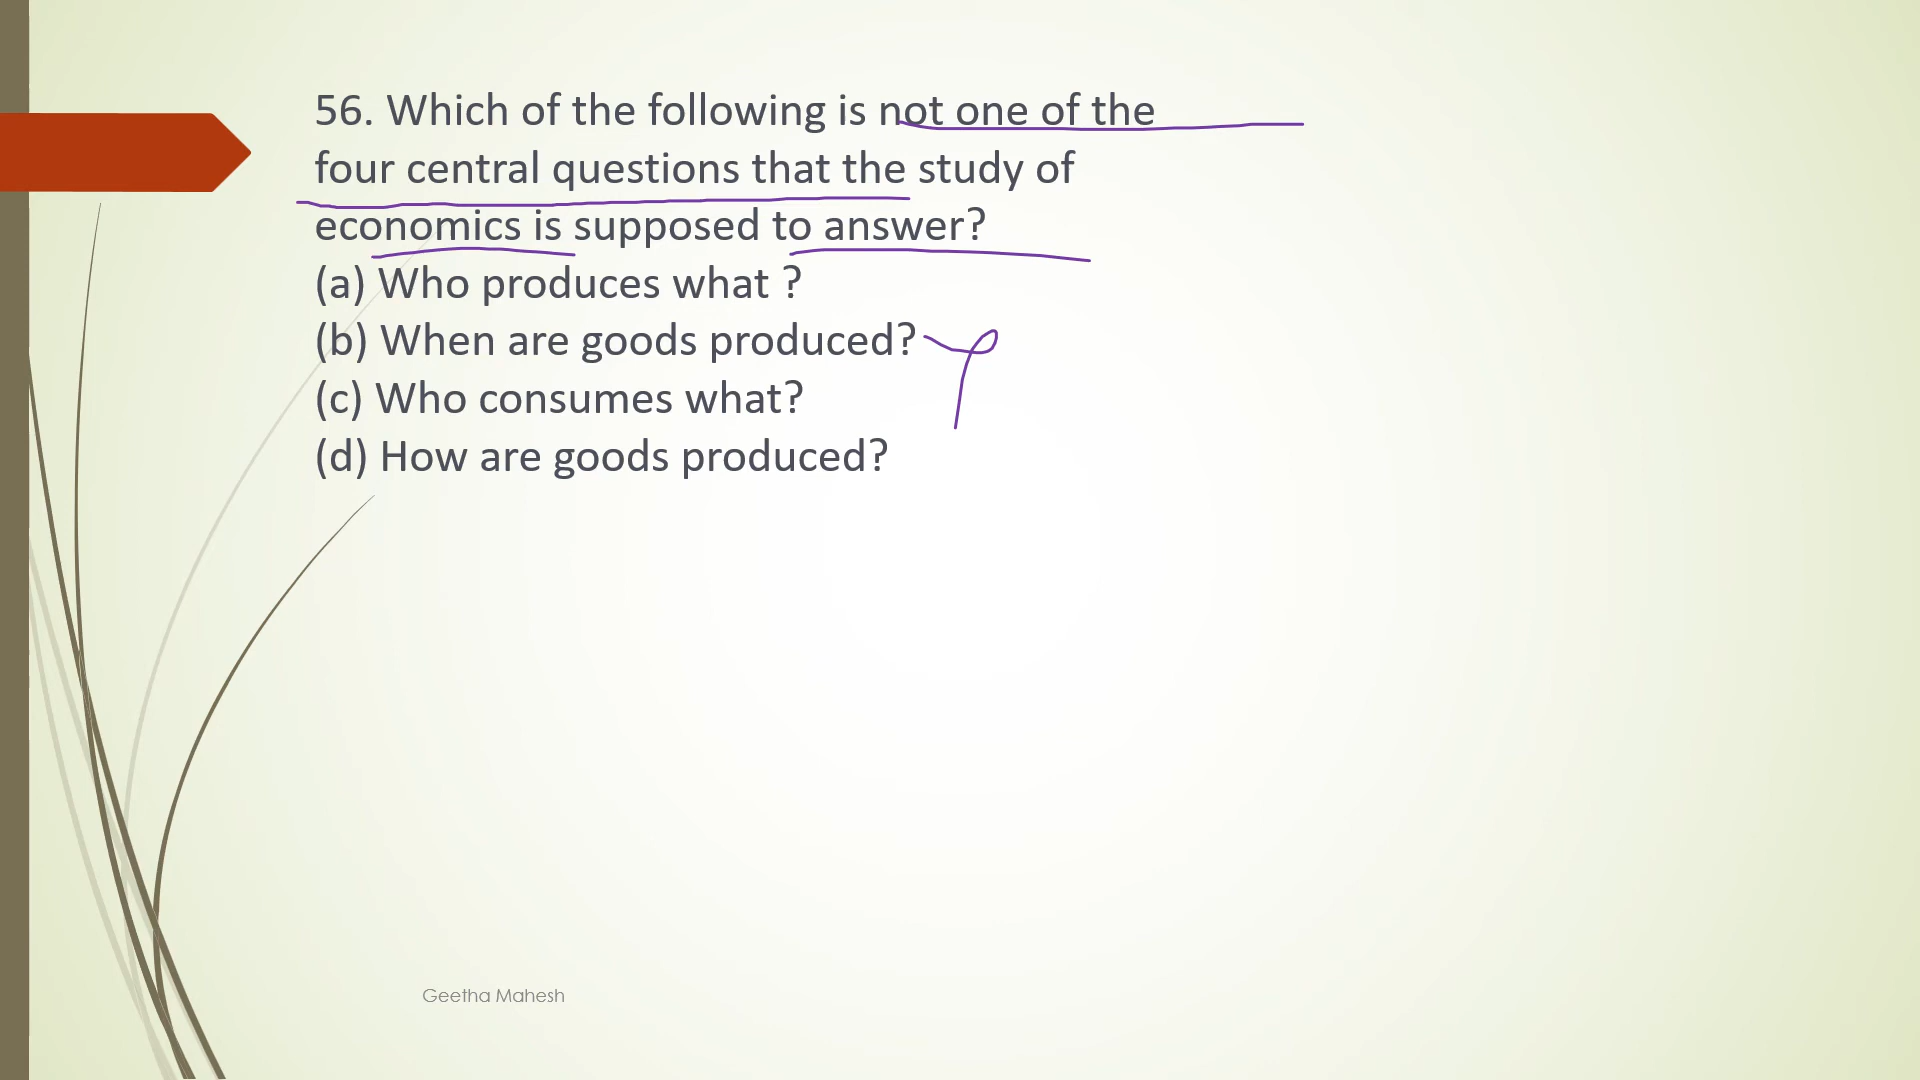 56. Which of the following is not one of the
four central questions that the study of
economics is supposed to answer?
(a) Who produces what ?
(b) When are goods produced?
(c) Who consumes what?
(d) How are goods produced?
Geetha Mahesh